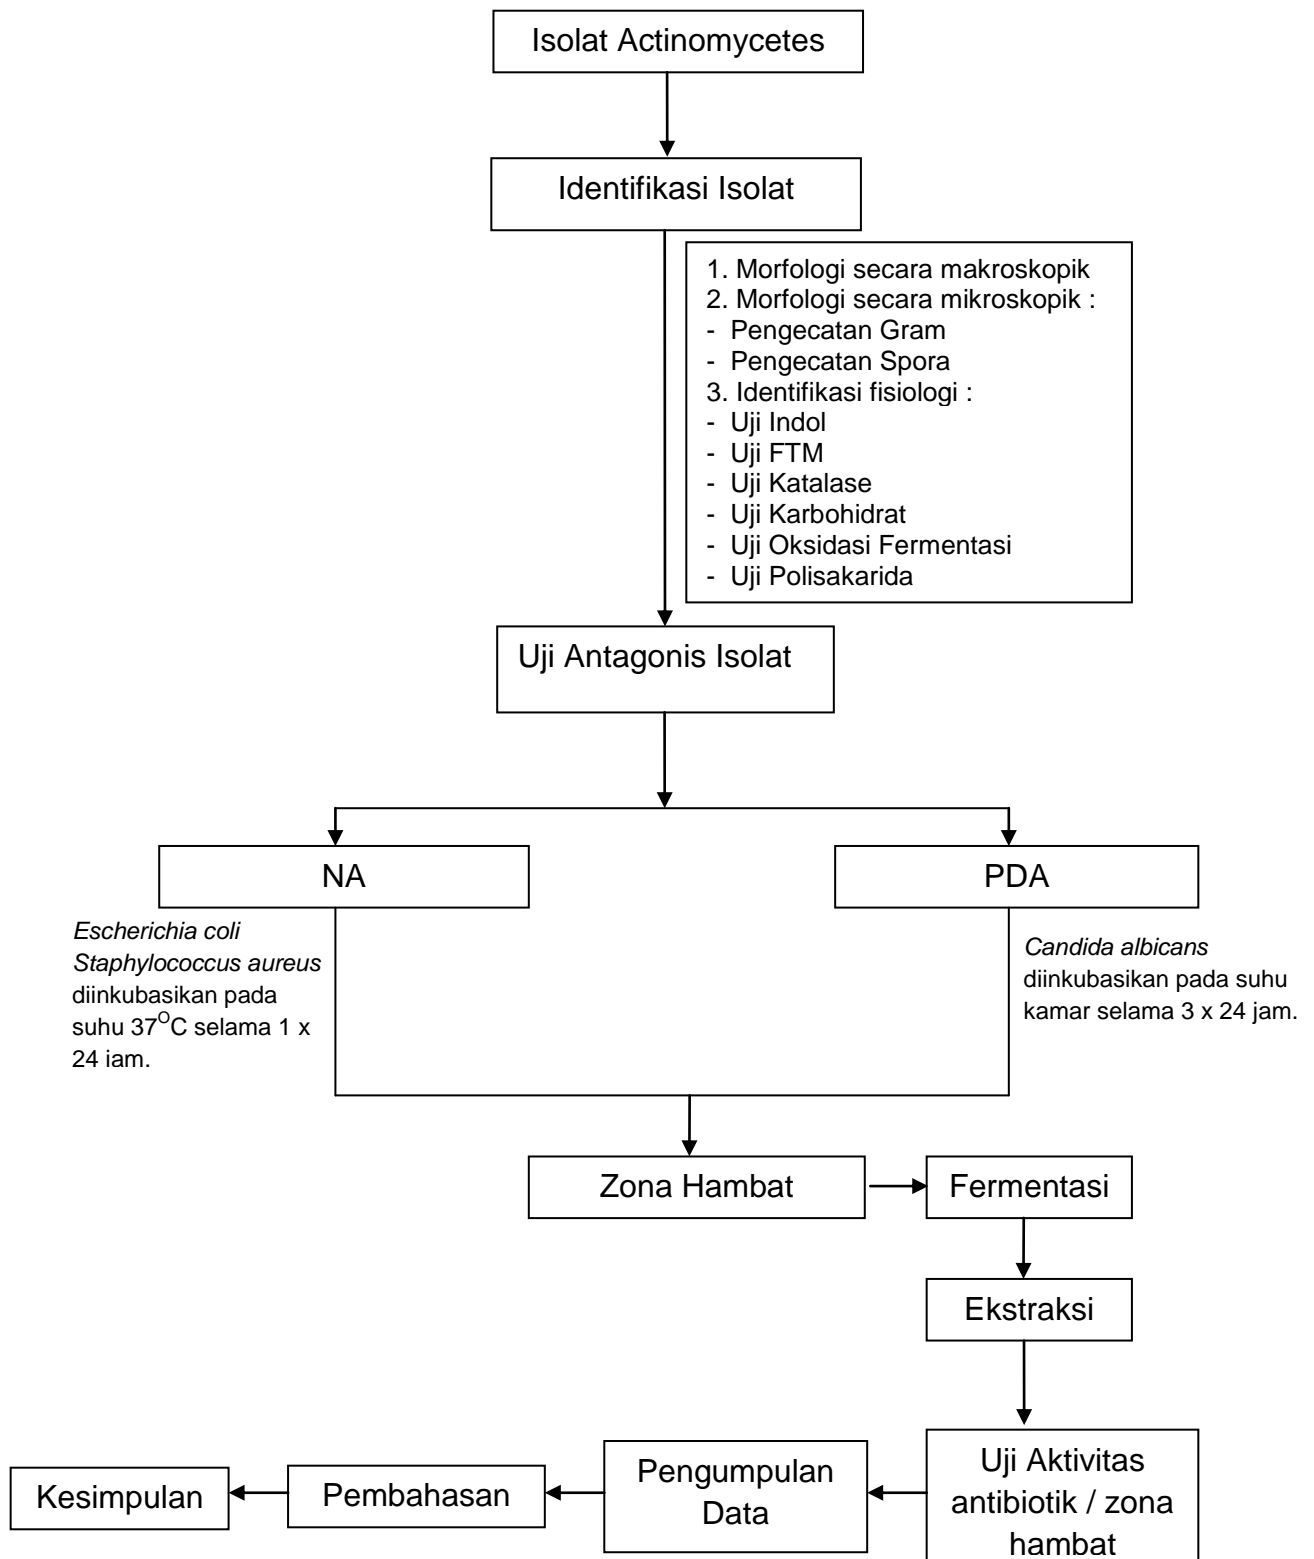 Isolat Actinomycetes
Identifikasi Isolat
1. Morfologi secara makroskopik
2. Morfologi secara mikroskopik :
- Pengecatan Gram
- Pengecatan Spora
3. Identifikasi fisiologi :
- Uji Indol
- Uji FTM
- Uji Katalase
- Uji Karbohidrat
- Uji Oksidasi Fermentasi
- Uji Polisakarida
Uji Antagonis Isolat
NA
PDA
Escherichia coli
Staphylococcus aureus
diinkubasikan pada
suhu 37°C selama 1 x
24 jam.
Candida albicans
diinkubasikan pada suhu
kamar selama 3 x 24 jam.
Zona Hambat
Fermentasi
Ekstraksi
Uji Aktivitas
antibiotik / zona
hambat
Pengumpulan
Data
Pembahasan
Kesimpulan